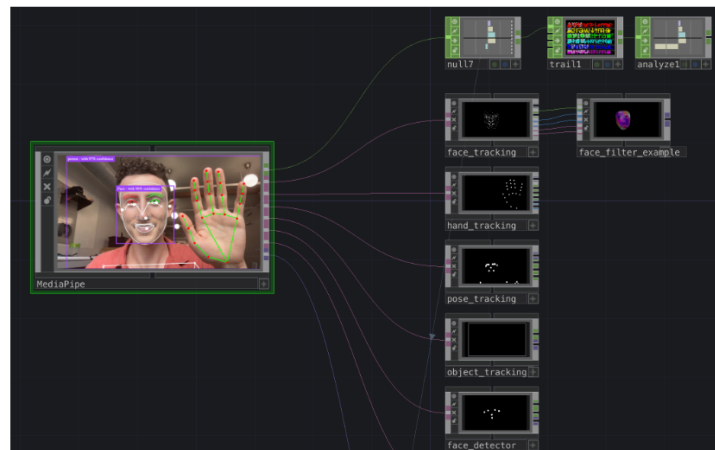 null7
trail1
analyze1
face_tracking
face_filter_example
hand_tracking
MediaPipe
pose_tracking
object_tracking
face_detector